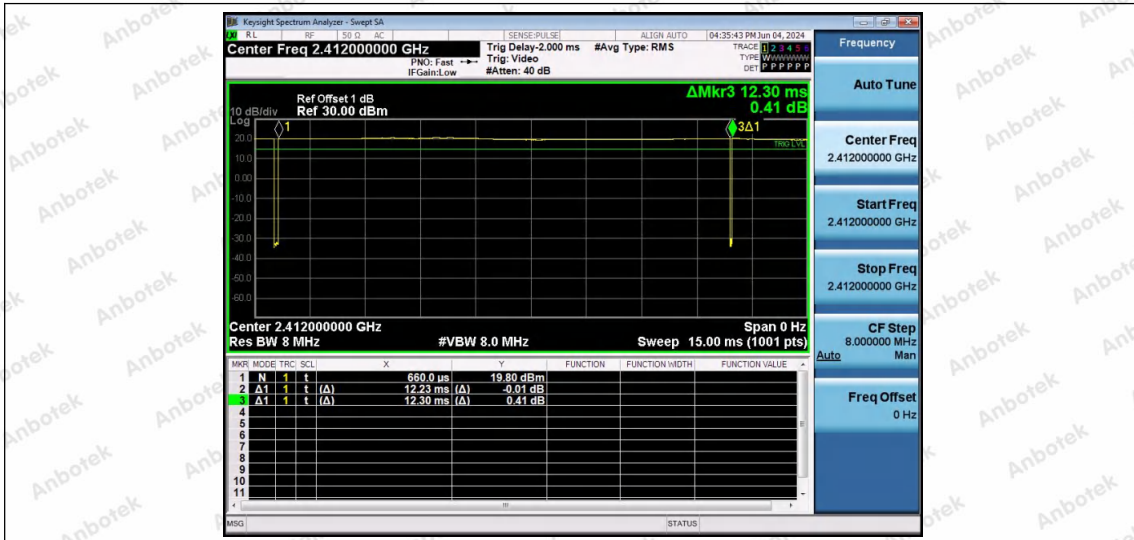 Keysight Spectrum Analyzer - Swept SA
RL RF 50 Ω AC SENSE:PULSE ALIGN AUTO 04:35:43 PM Jun 04, 2024
Center Freq 2.412000000 GHz Trig Delay-2.000 ms #Avg Type: RMS TRACE 1 2 3 4 5 6
PNO: Fast Trig: Video TYPE W
IFGain:Low #Atten: 40 dB DET P P P P P P
ΔMkr3 12.30 ms
0.41 dB
Ref Offset 1 dB
10 dB/div Ref 30.00 dBm
Log
1
3Δ1
20.0
TRIG LVL
10.0
0.00
-10.0
-20.0
-30.0
-40.0
-50.0
-60.0
Center 2.412000000 GHz Span 0 Hz
Res BW 8 MHz #VBW 8.0 MHz Sweep 15.00 ms (1001 pts)
MKR MODE TRC SCL X Y FUNCTION FUNCTION WIDTH FUNCTION VALUE
1 N 1 t 660.0 µs 19.80 dBm
2 Δ1 1 t (Δ) 12.23 ms (Δ) -0.01 dB
3 Δ1 1 t (Δ) 12.30 ms (Δ) 0.41 dB
4
5
6
7
8
9
10
11
MSG STATUS
Frequency
Auto Tune
Center Freq
2.412000000 GHz
Start Freq
2.412000000 GHz
Stop Freq
2.412000000 GHz
CF Step
8.000000 MHz
Auto Man
Freq Offset
0 Hz
Anbotek